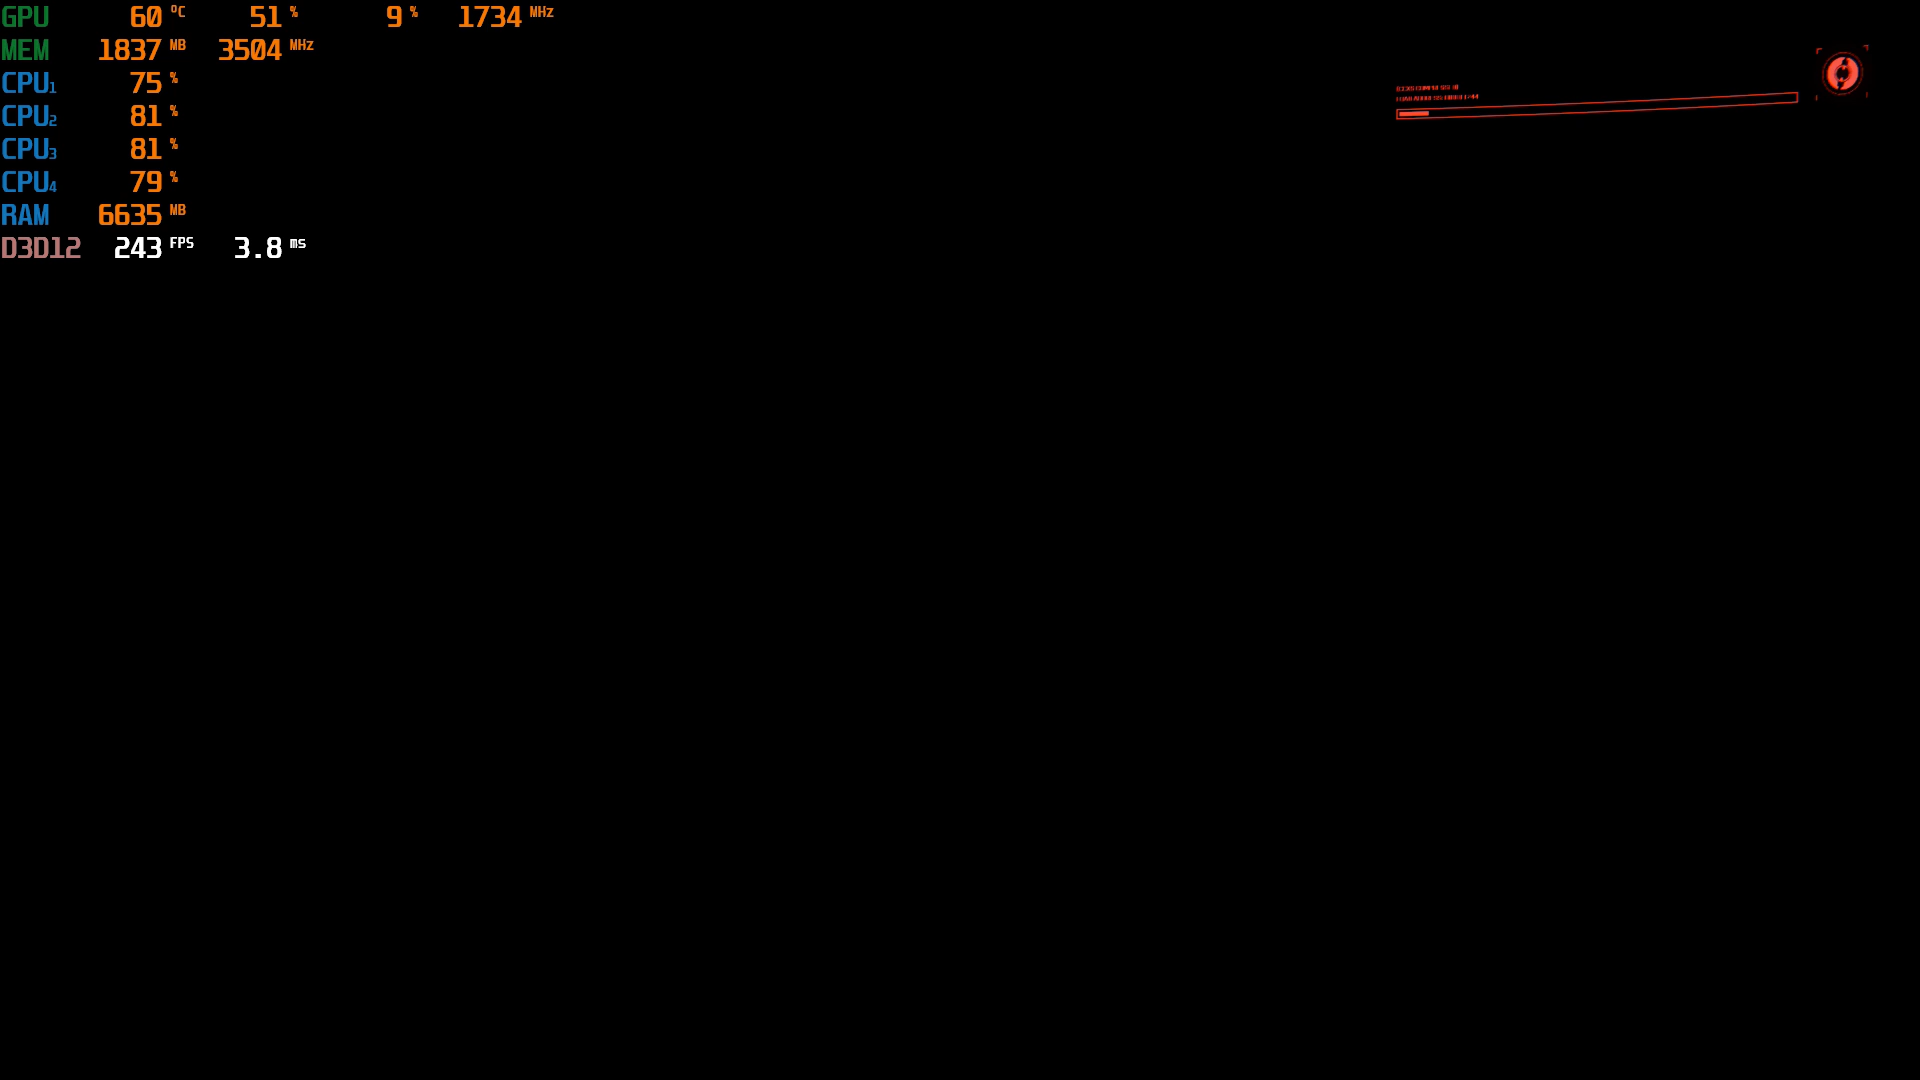 GPU 60 °C 51 % 9 % 1734 MHz
MEM 1837 MB 3504 MHz
CPU1 75 %
CPU2 81 %
CPU3 81 %
CPU4 79 %
RAM 6635 MB
D3D12 243 FPS 3.8 ms